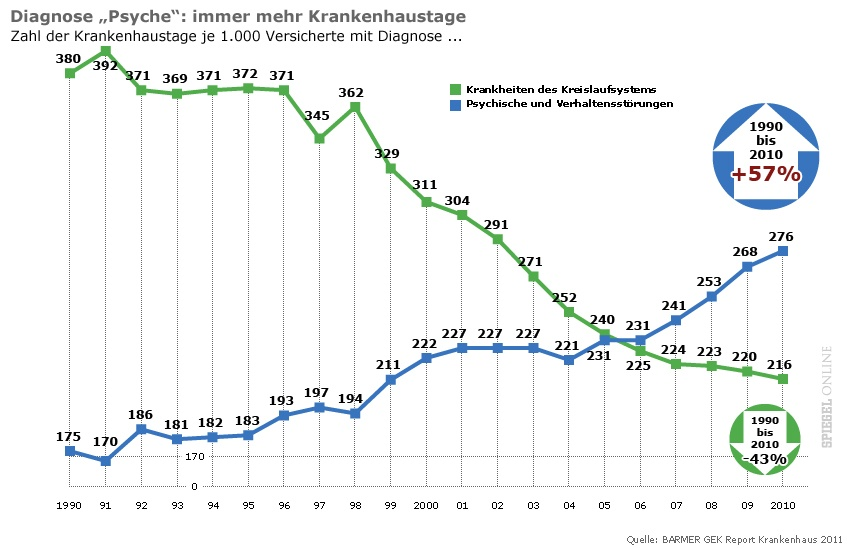 Diagnose „Psyche“: immer mehr Krankenhaustage
Zahl der Krankenhaustage je 1.000 Versicherte mit Diagnose ...
Krankheiten des Kreislaufsystems
Psychische und Verhaltensstörungen
380 392 371 369 371 372 371 345 362 329 311 304 291 271 252 240 225 224 223 220 216
175 170 186 181 182 183 193 197 194 211 222 227 227 227 221 231 231 241 253 268 276
1990
bis
2010
+57%
1990
bis
2010
-43%
170
0
1990 91 92 93 94 95 96 97 98 99 2000 01 02 03 04 05 06 07 08 09 2010
SPIEGEL ONLINE
Quelle: BARMER GEK Report Krankenhaus 2011